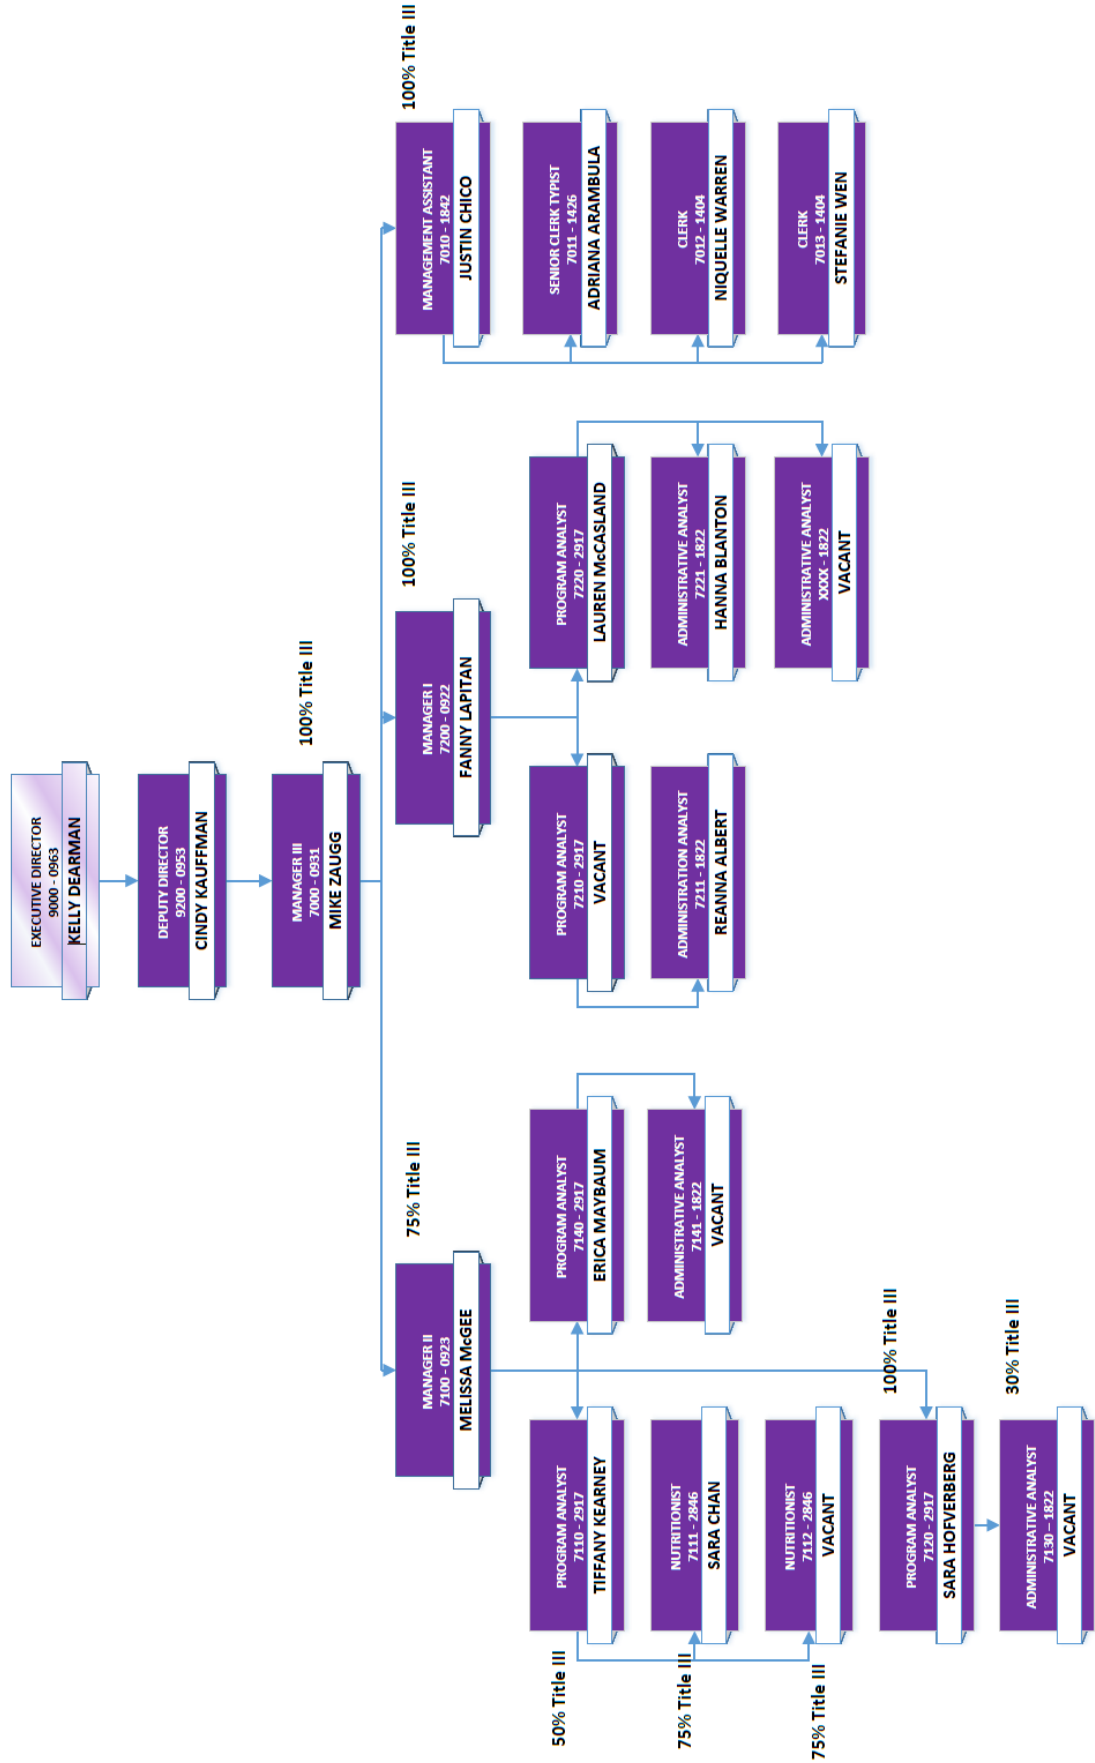 EXECUTIVE DIRECTOR
9000 - 0963
KELLY DEARMAN
DEPUTY DIRECTOR
9200 - 0953
CINDY KAUFFMAN
100% Title III
MANAGER III
7000 - 0931
MIKE ZAUGG
75% Title III
MANAGER II
7100 - 0923
MELISSA McGEE
100% Title III
MANAGER I
7200 - 0922
FANNY LAPITAN
100% Title III
MANAGEMENT ASSISTANT
7010 - 1842
JUSTIN CHICO
50% Title III
PROGRAM ANALYST
7110 - 2917
TIFFANY KEARNEY
PROGRAM ANALYST
7140 - 2917
ERICA MAYBAUM
PROGRAM ANALYST
7210 - 2917
VACANT
PROGRAM ANALYST
7220 - 2917
LAUREN McCASLAND
SENIOR CLERK TYPIST
7011 - 1426
ADRIANA ARAMBULA
75% Title III
NUTRITIONIST
7111 - 2846
SARA CHAN
ADMINISTRATIVE ANALYST
7141 - 1822
VACANT
ADMINISTRATION ANALYST
7211 - 1822
REANNA ALBERT
ADMINISTRATIVE ANALYST
7221 - 1822
HANNA BLANTON
CLERK
7012 - 1404
NIQUELLE WARREN
75% Title III
NUTRITIONIST
7112 - 2846
VACANT
ADMINISTRATIVE ANALYST
XXXX - 1822
VACANT
CLERK
7013 - 1404
STEFANIE WEN
100% Title III
PROGRAM ANALYST
7120 - 2917
SARA HOFVERBERG
30% Title III
ADMINISTRATIVE ANALYST
7130 – 1822
VACANT